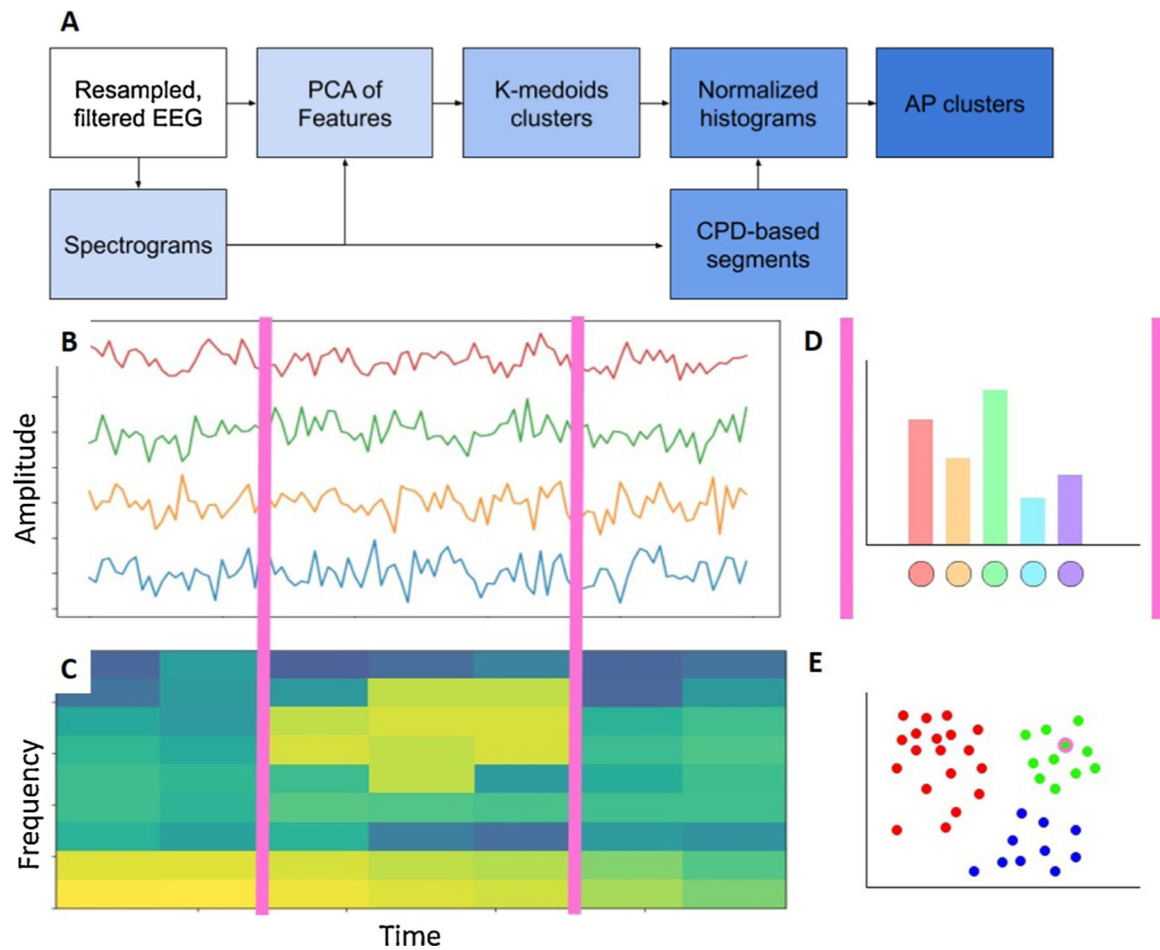 A
Resampled,
filtered EEG
PCA of
Features
K-medoids
clusters
Normalized
histograms
AP clusters
Spectrograms
CPD-based
segments
B
Amplitude
D
C
Frequency
E
Time